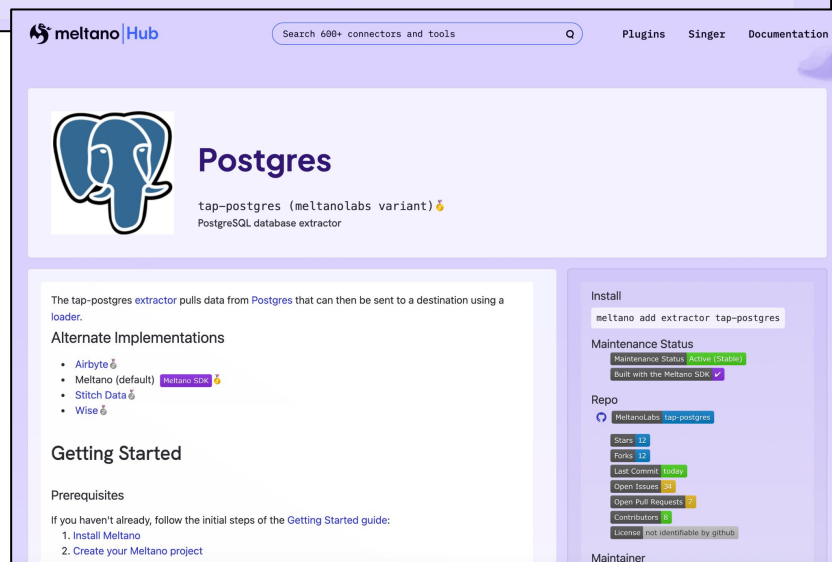 meltano Hub
Search 600+ connectors and tools
Plugins Singer Documentation
Postgres
tap-postgres (meltanolabs variant)🥇
PostgreSQL database extractor
The tap-postgres extractor pulls data from Postgres that can then be sent to a destination using a
loader.
Alternate Implementations
• Airbyte🥈
• Meltano (default) Meltano SDK 🥇
• Stitch Data🥈
• Wise🥈
Getting Started
Prerequisites
If you haven't already, follow the initial steps of the Getting Started guide:
1. Install Meltano
2. Create your Meltano project
Install
meltano add extractor tap-postgres
Maintenance Status
Maintenance Status Active (Stable)
Built with the Meltano SDK ✔
Repo
MeltanoLabs tap-postgres
Stars 12
Forks 12
Last Commit today
Open Issues 34
Open Pull Requests 7
Contributors 8
License not identifiable by github
Maintainer